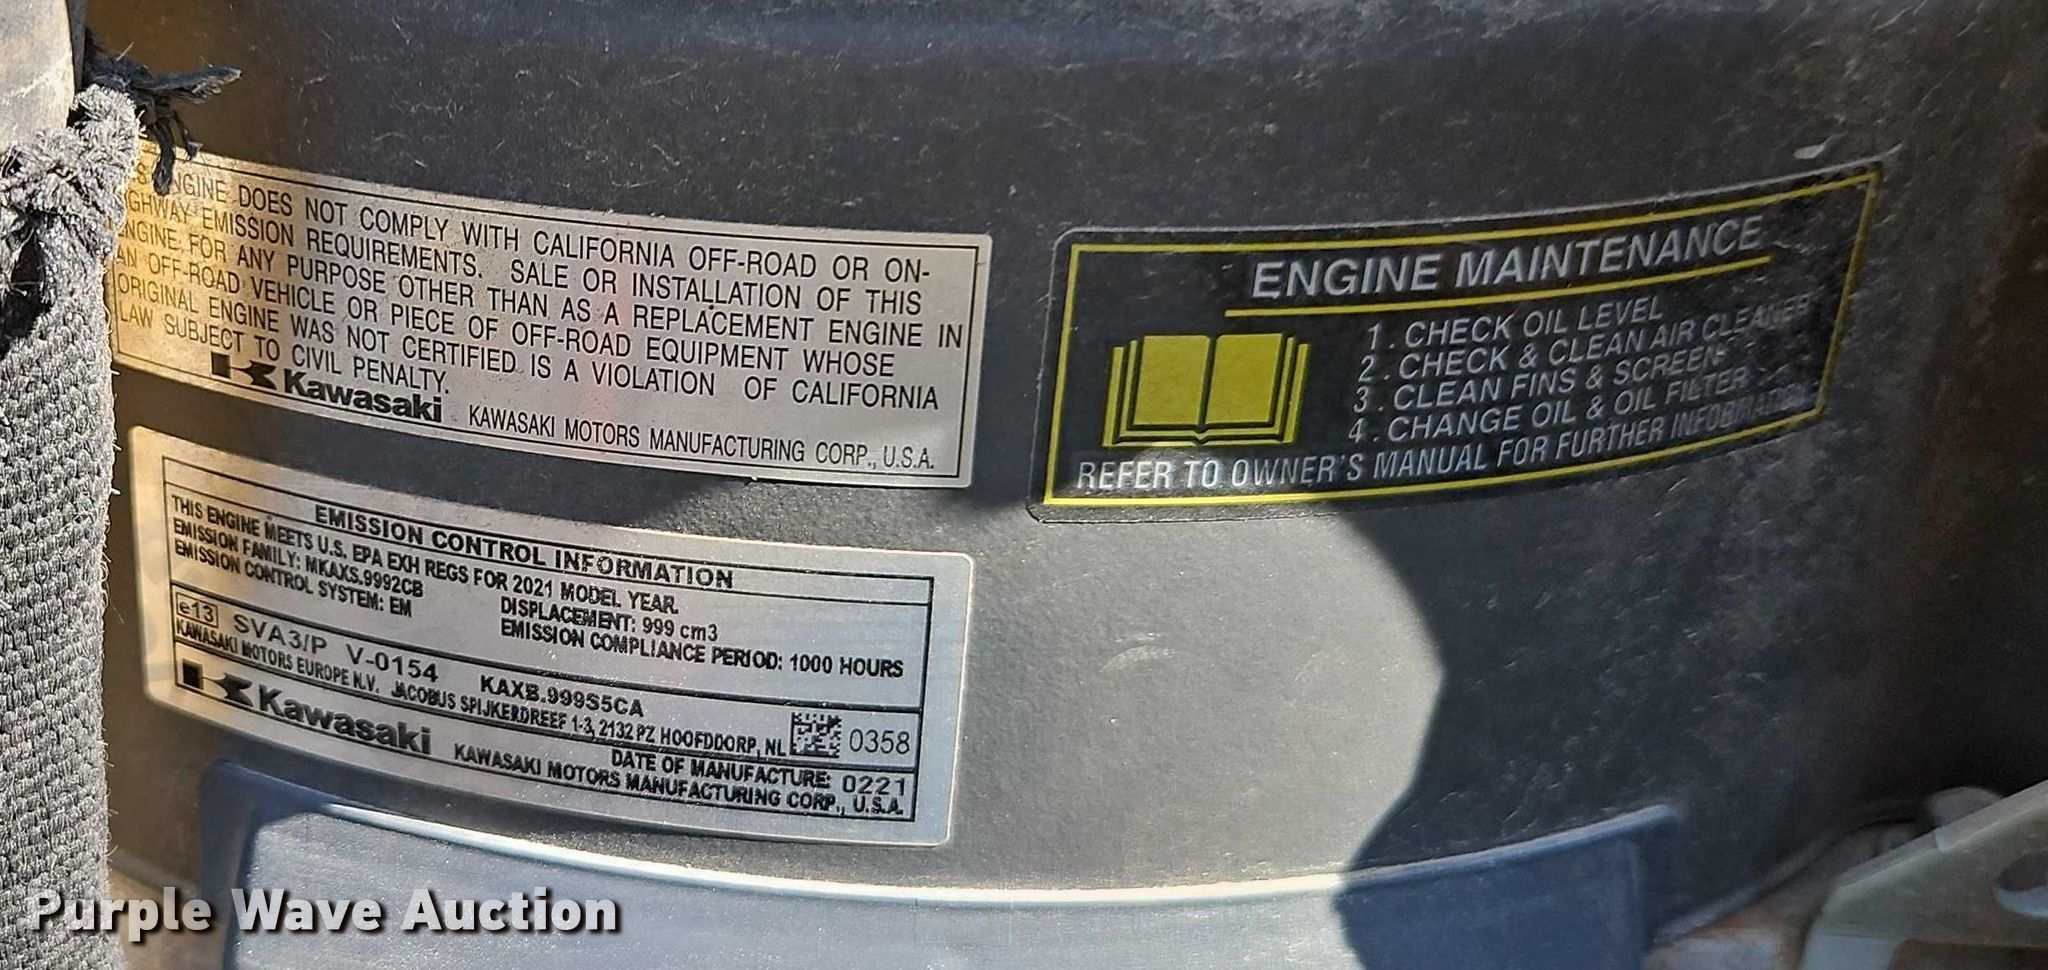 ENGINE DOES NOT COMPLY WITH CALIFORNIA OFF-ROAD OR ON-
HIGHWAY EMISSION REQUIREMENTS. SALE OR INSTALLATION OF THIS
ENGINE FOR ANY PURPOSE OTHER THAN AS A REPLACEMENT ENGINE IN
AN OFF-ROAD VEHICLE OR PIECE OF OFF-ROAD EQUIPMENT WHOSE
ORIGINAL ENGINE WAS NOT CERTIFIED IS A VIOLATION OF CALIFORNIA
LAW SUBJECT TO CIVIL PENALTY.
Kawasaki KAWASAKI MOTORS MANUFACTURING CORP., U.S.A.
EMISSION CONTROL INFORMATION
THIS ENGINE MEETS U.S. EPA EXH REGS FOR 2021 MODEL YEAR.
EMISSION FAMILY: MKAXS.9992CB DISPLACEMENT: 999 cm3
EMISSION CONTROL SYSTEM: EM EMISSION COMPLIANCE PERIOD: 1000 HOURS
e13 SVA3/P V-0154 KAXB.999S5CA
KAWASAKI MOTORS EUROPE N.V. JACOBUS SPIJKERDREEF 1-3, 2132 PZ HOOFDDORP, NL 0358
DATE OF MANUFACTURE: 0221
Kawasaki KAWASAKI MOTORS MANUFACTURING CORP., U.S.A.
ENGINE MAINTENANCE
1. CHECK OIL LEVEL
2. CHECK & CLEAN AIR CLEANER
3. CLEAN FINS & SCREEN
4. CHANGE OIL & OIL FILTER
REFER TO OWNER'S MANUAL FOR FURTHER INFORMATION
Purple Wave Auction